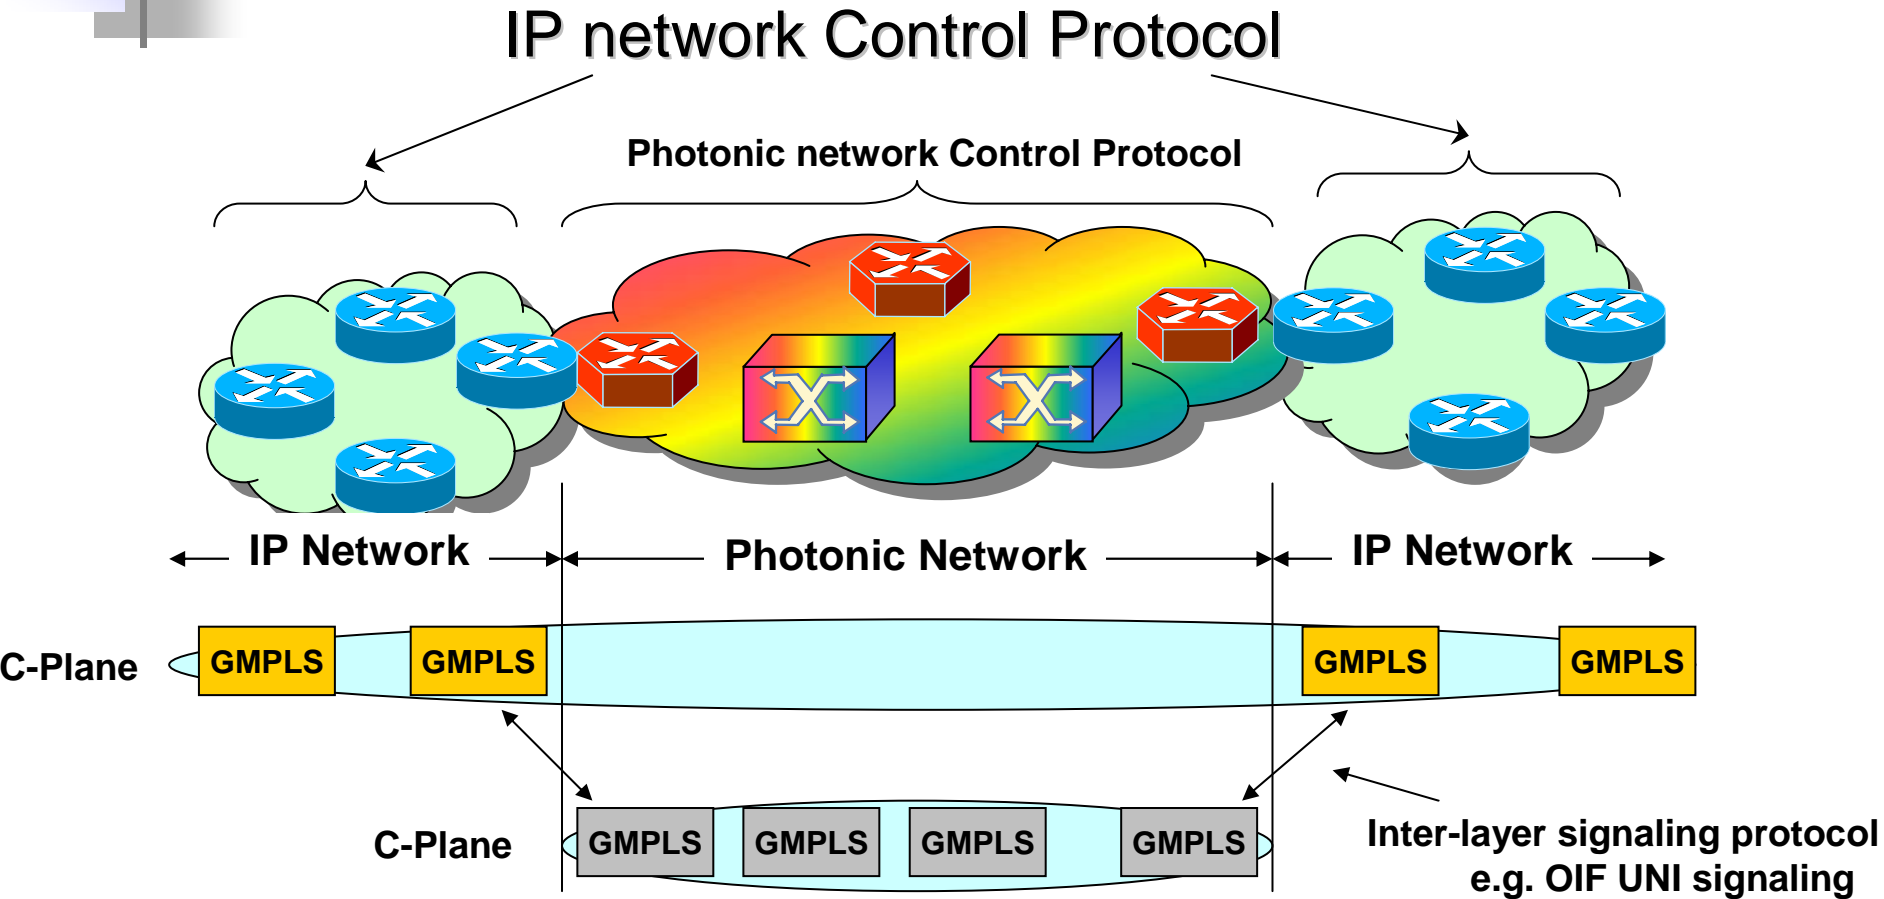 IP network Control Protocol
Photonic network Control Protocol
IP Network
Photonic Network
IP Network
C-Plane
GMPLS
GMPLS
GMPLS
GMPLS
C-Plane
GMPLS
GMPLS
GMPLS
GMPLS
Inter-layer signaling protocol
e.g. OIF UNI signaling